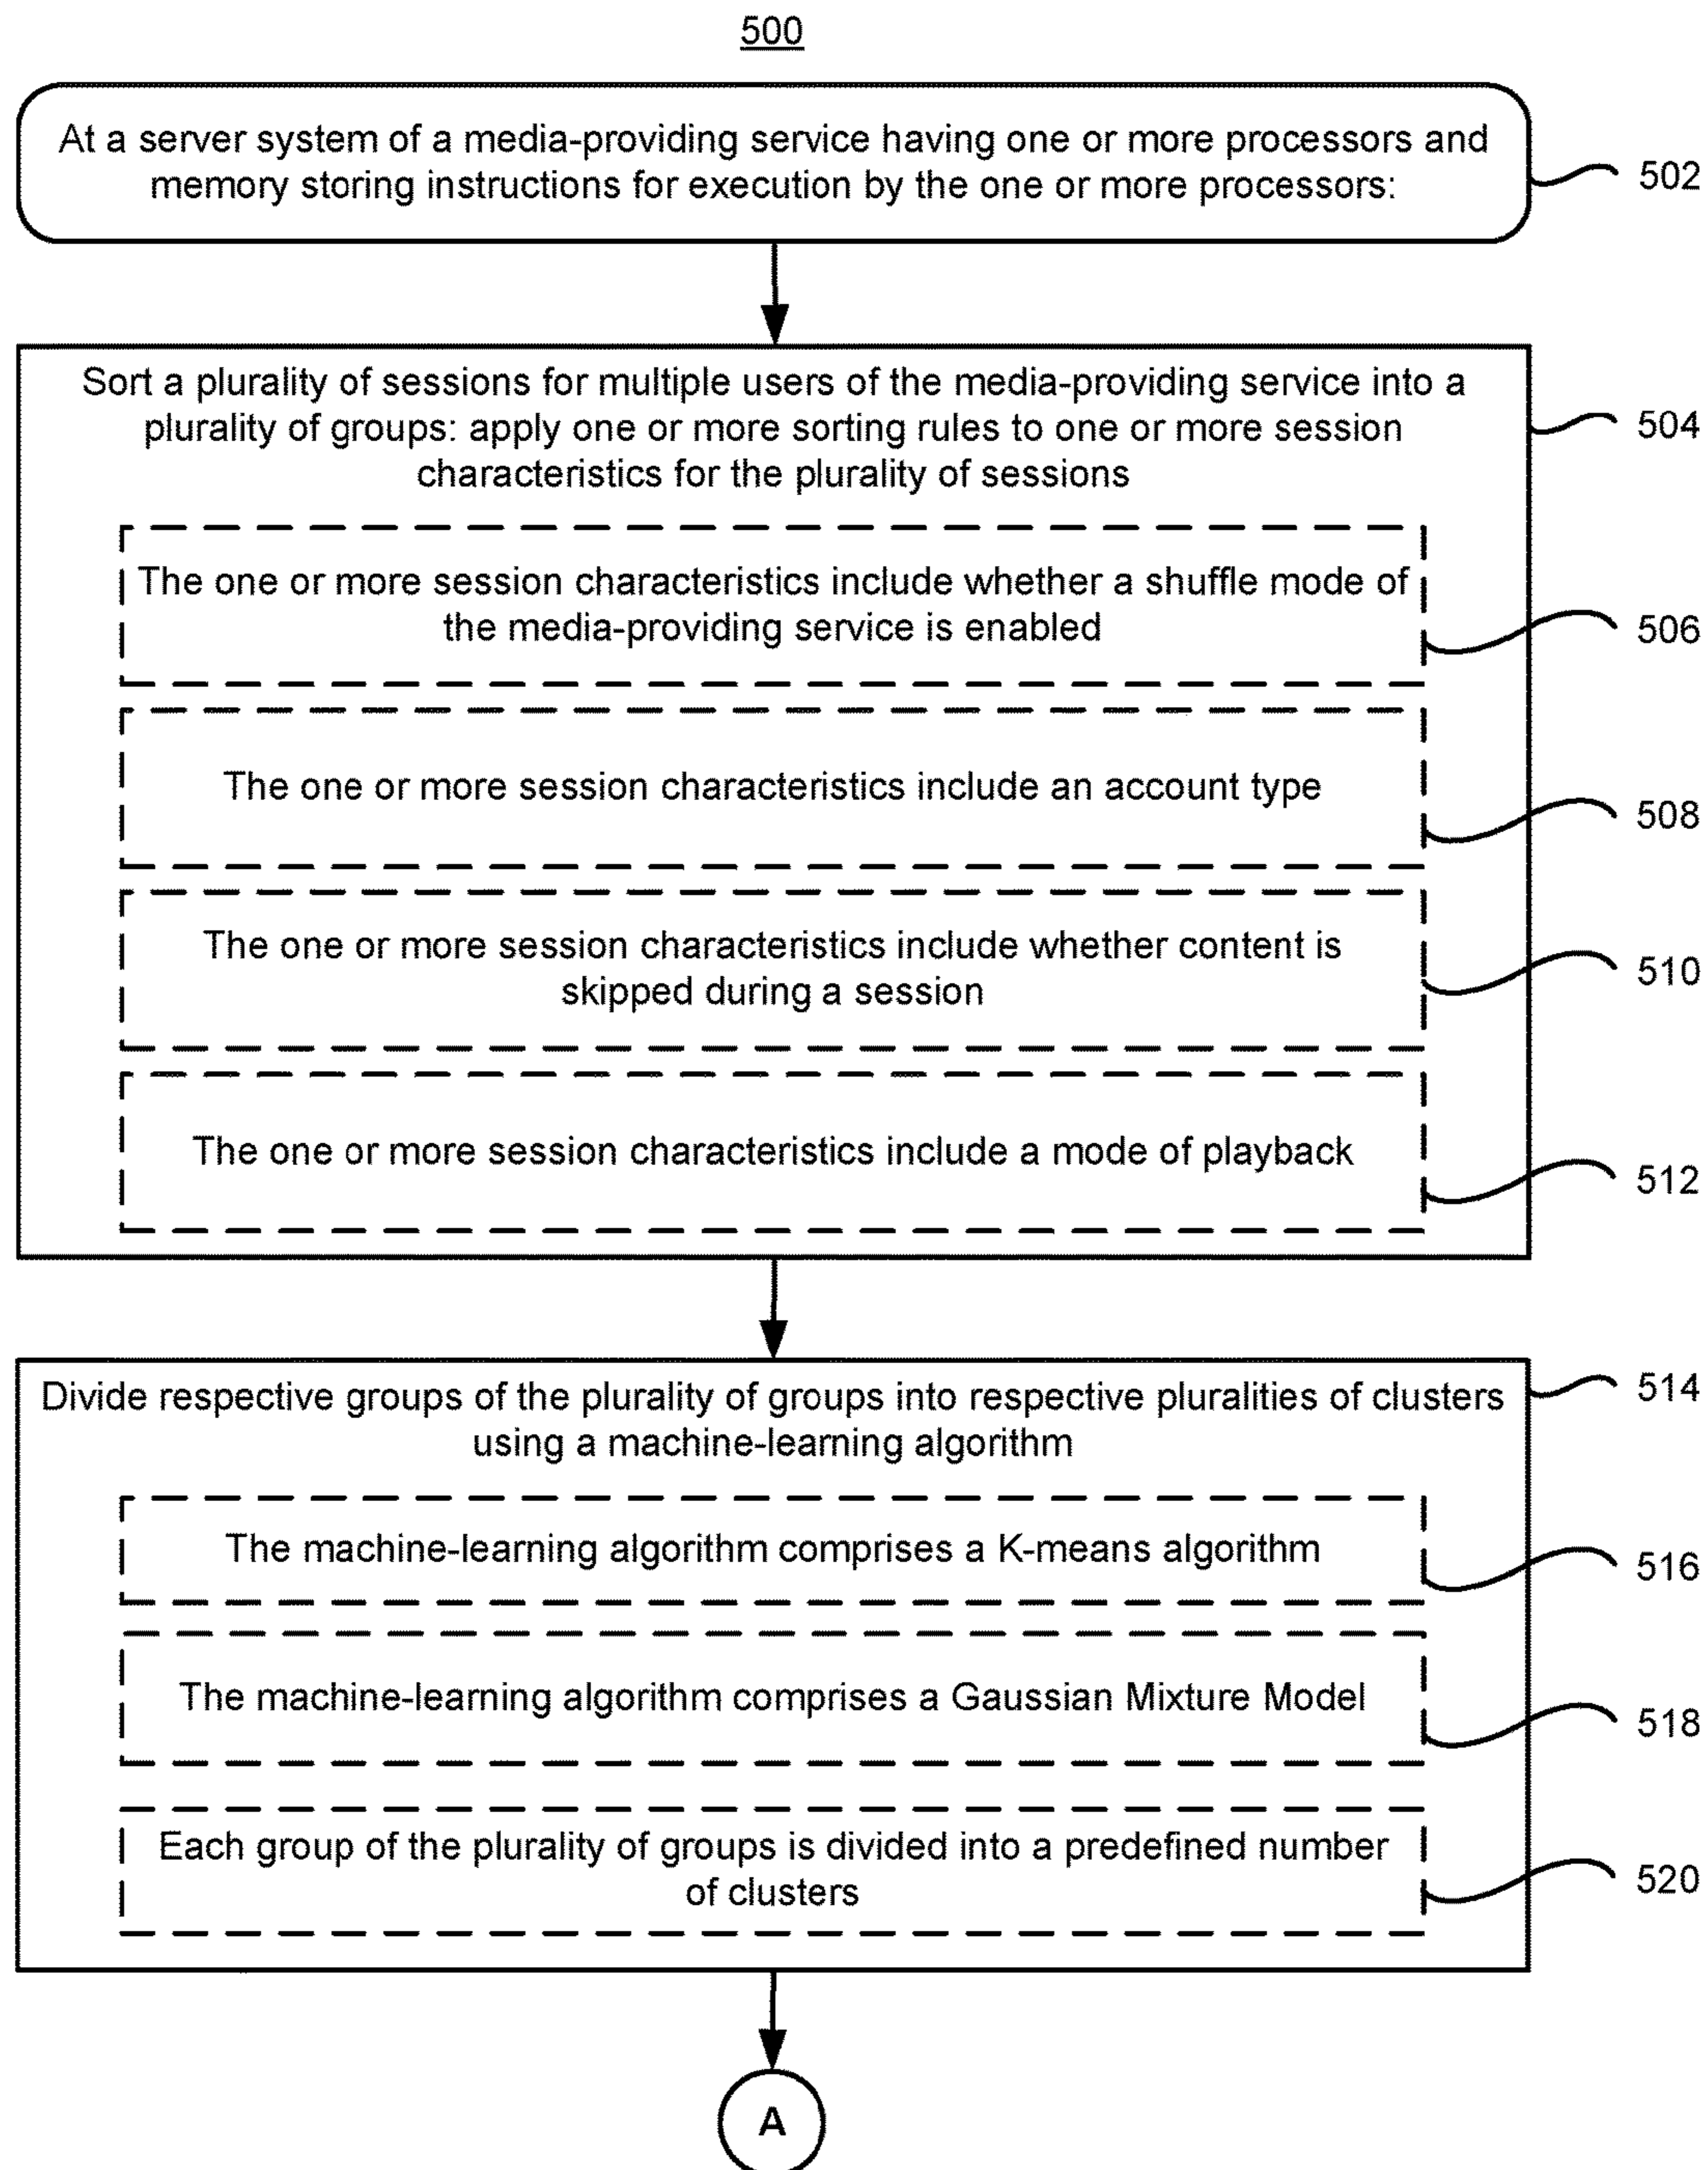 500
At a server system of a media-providing service having one or more processors and
memory storing instructions for execution by the one or more processors:
502
Sort a plurality of sessions for multiple users of the media-providing service into a
plurality of groups: apply one or more sorting rules to one or more session
characteristics for the plurality of sessions
504
The one or more session characteristics include whether a shuffle mode of
the media-providing service is enabled
506
The one or more session characteristics include an account type
508
The one or more session characteristics include whether content is
skipped during a session
510
The one or more session characteristics include a mode of playback
512
Divide respective groups of the plurality of groups into respective pluralities of clusters
using a machine-learning algorithm
514
The machine-learning algorithm comprises a K-means algorithm
516
The machine-learning algorithm comprises a Gaussian Mixture Model
518
Each group of the plurality of groups is divided into a predefined number
of clusters
520
A